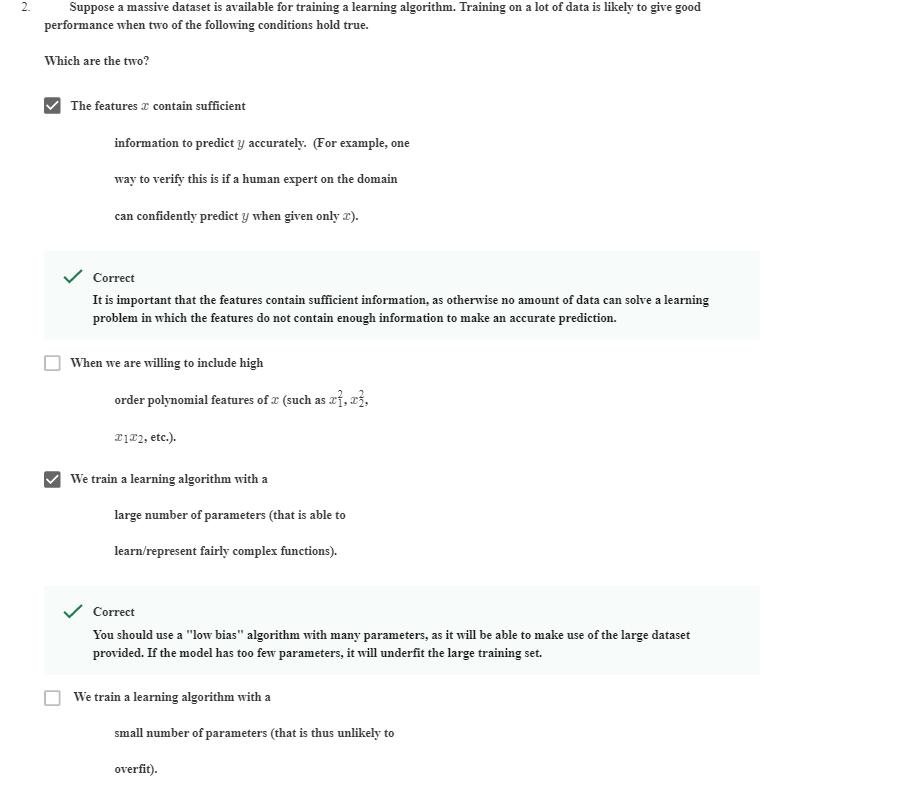 2. Suppose a massive dataset is available for training a learning algorithm. Training on a lot of data is likely to give good
performance when two of the following conditions hold true.
Which are the two?
The features x contain sufficient
information to predict y accurately. (For example, one
way to verify this is if a human expert on the domain
can confidently predict y when given only x).
Correct
It is important that the features contain sufficient information, as otherwise no amount of data can solve a learning
problem in which the features do not contain enough information to make an accurate prediction.
When we are willing to include high
order polynomial features of x (such as x₁², x₂²,
x₁x₂, etc.).
We train a learning algorithm with a
large number of parameters (that is able to
learn/represent fairly complex functions).
Correct
You should use a "low bias" algorithm with many parameters, as it will be able to make use of the large dataset
provided. If the model has too few parameters, it will underfit the large training set.
We train a learning algorithm with a
small number of parameters (that is thus unlikely to
overfit).